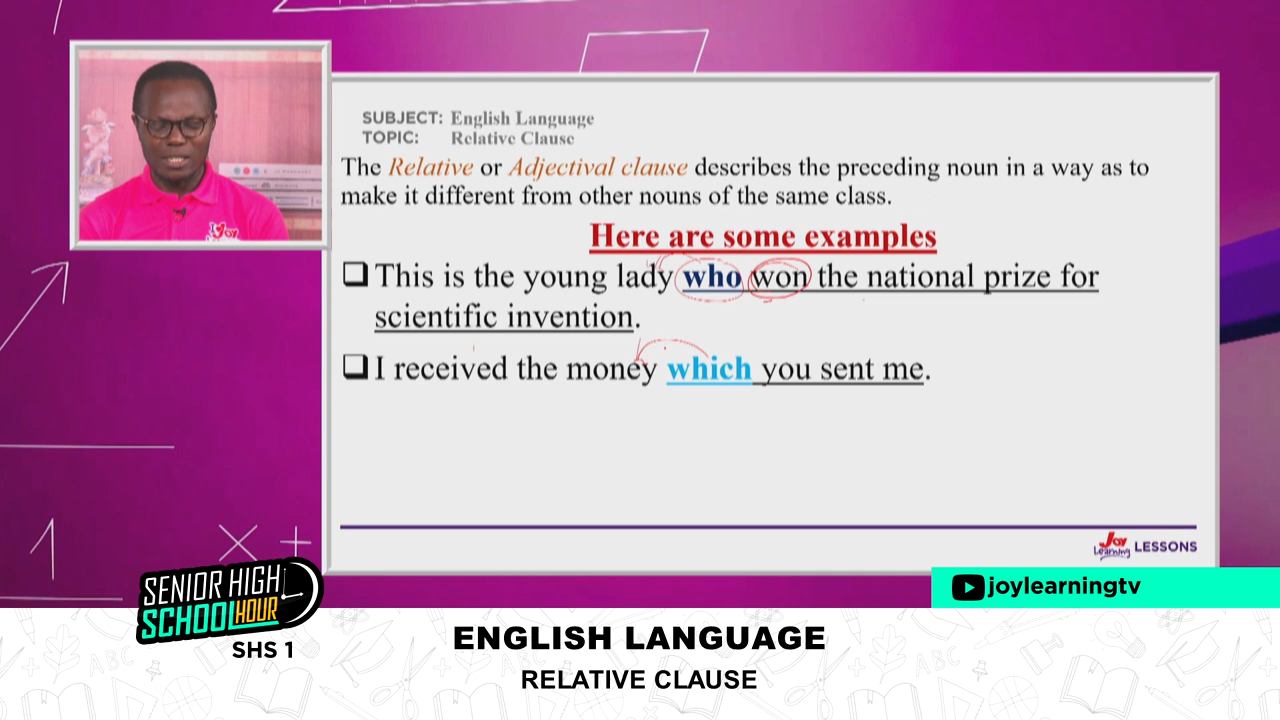 SUBJECT: English Language
TOPIC: Relative Clause
The Relative or Adjectival clause describes the preceding noun in a way as to
make it different from other nouns of the same class.
Here are some examples
❑ This is the young lady who won the national prize for
scientific invention.
❑ I received the money which you sent me.
Joy Learning LESSONS
joylearningtv
SENIOR HIGH
SCHOOL HOUR
SHS 1
ENGLISH LANGUAGE
RELATIVE CLAUSE